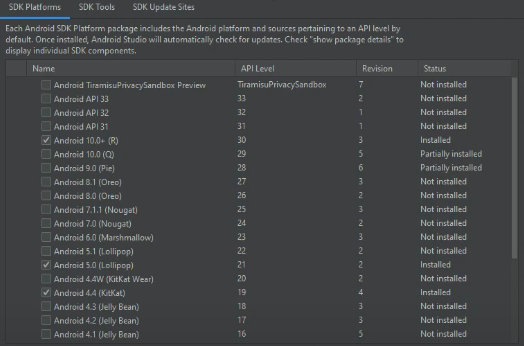 SDK Platforms SDK Tools SDK Update Sites
Each Android SDK Platform package includes the Android platform and sources pertaining to an API level by
default. Once installed, Android Studio will automatically check for updates. Check "show package details" to
display individual SDK components.
Name API Level Revision Status
Android TiramisuPrivacySandbox Preview TiramisuPrivacySandbox 7 Not installed
Android API 33 33 2 Not installed
Android API 32 32 1 Not installed
Android API 31 31 1 Not installed
Android 10.0+ (R) 30 3 Installed
Android 10.0 (Q) 29 5 Partially installed
Android 9.0 (Pie) 28 6 Partially installed
Android 8.1 (Oreo) 27 3 Not installed
Android 8.0 (Oreo) 26 2 Not installed
Android 7.1.1 (Nougat) 25 3 Not installed
Android 7.0 (Nougat) 24 2 Not installed
Android 6.0 (Marshmallow) 23 3 Not installed
Android 5.1 (Lollipop) 22 2 Not installed
Android 5.0 (Lollipop) 21 2 Installed
Android 4.4W (KitKat Wear) 20 2 Not installed
Android 4.4 (KitKat) 19 4 Installed
Android 4.3 (Jelly Bean) 18 3 Not installed
Android 4.2 (Jelly Bean) 17 3 Not installed
Android 4.1 (Jelly Bean) 16 5 Not installed